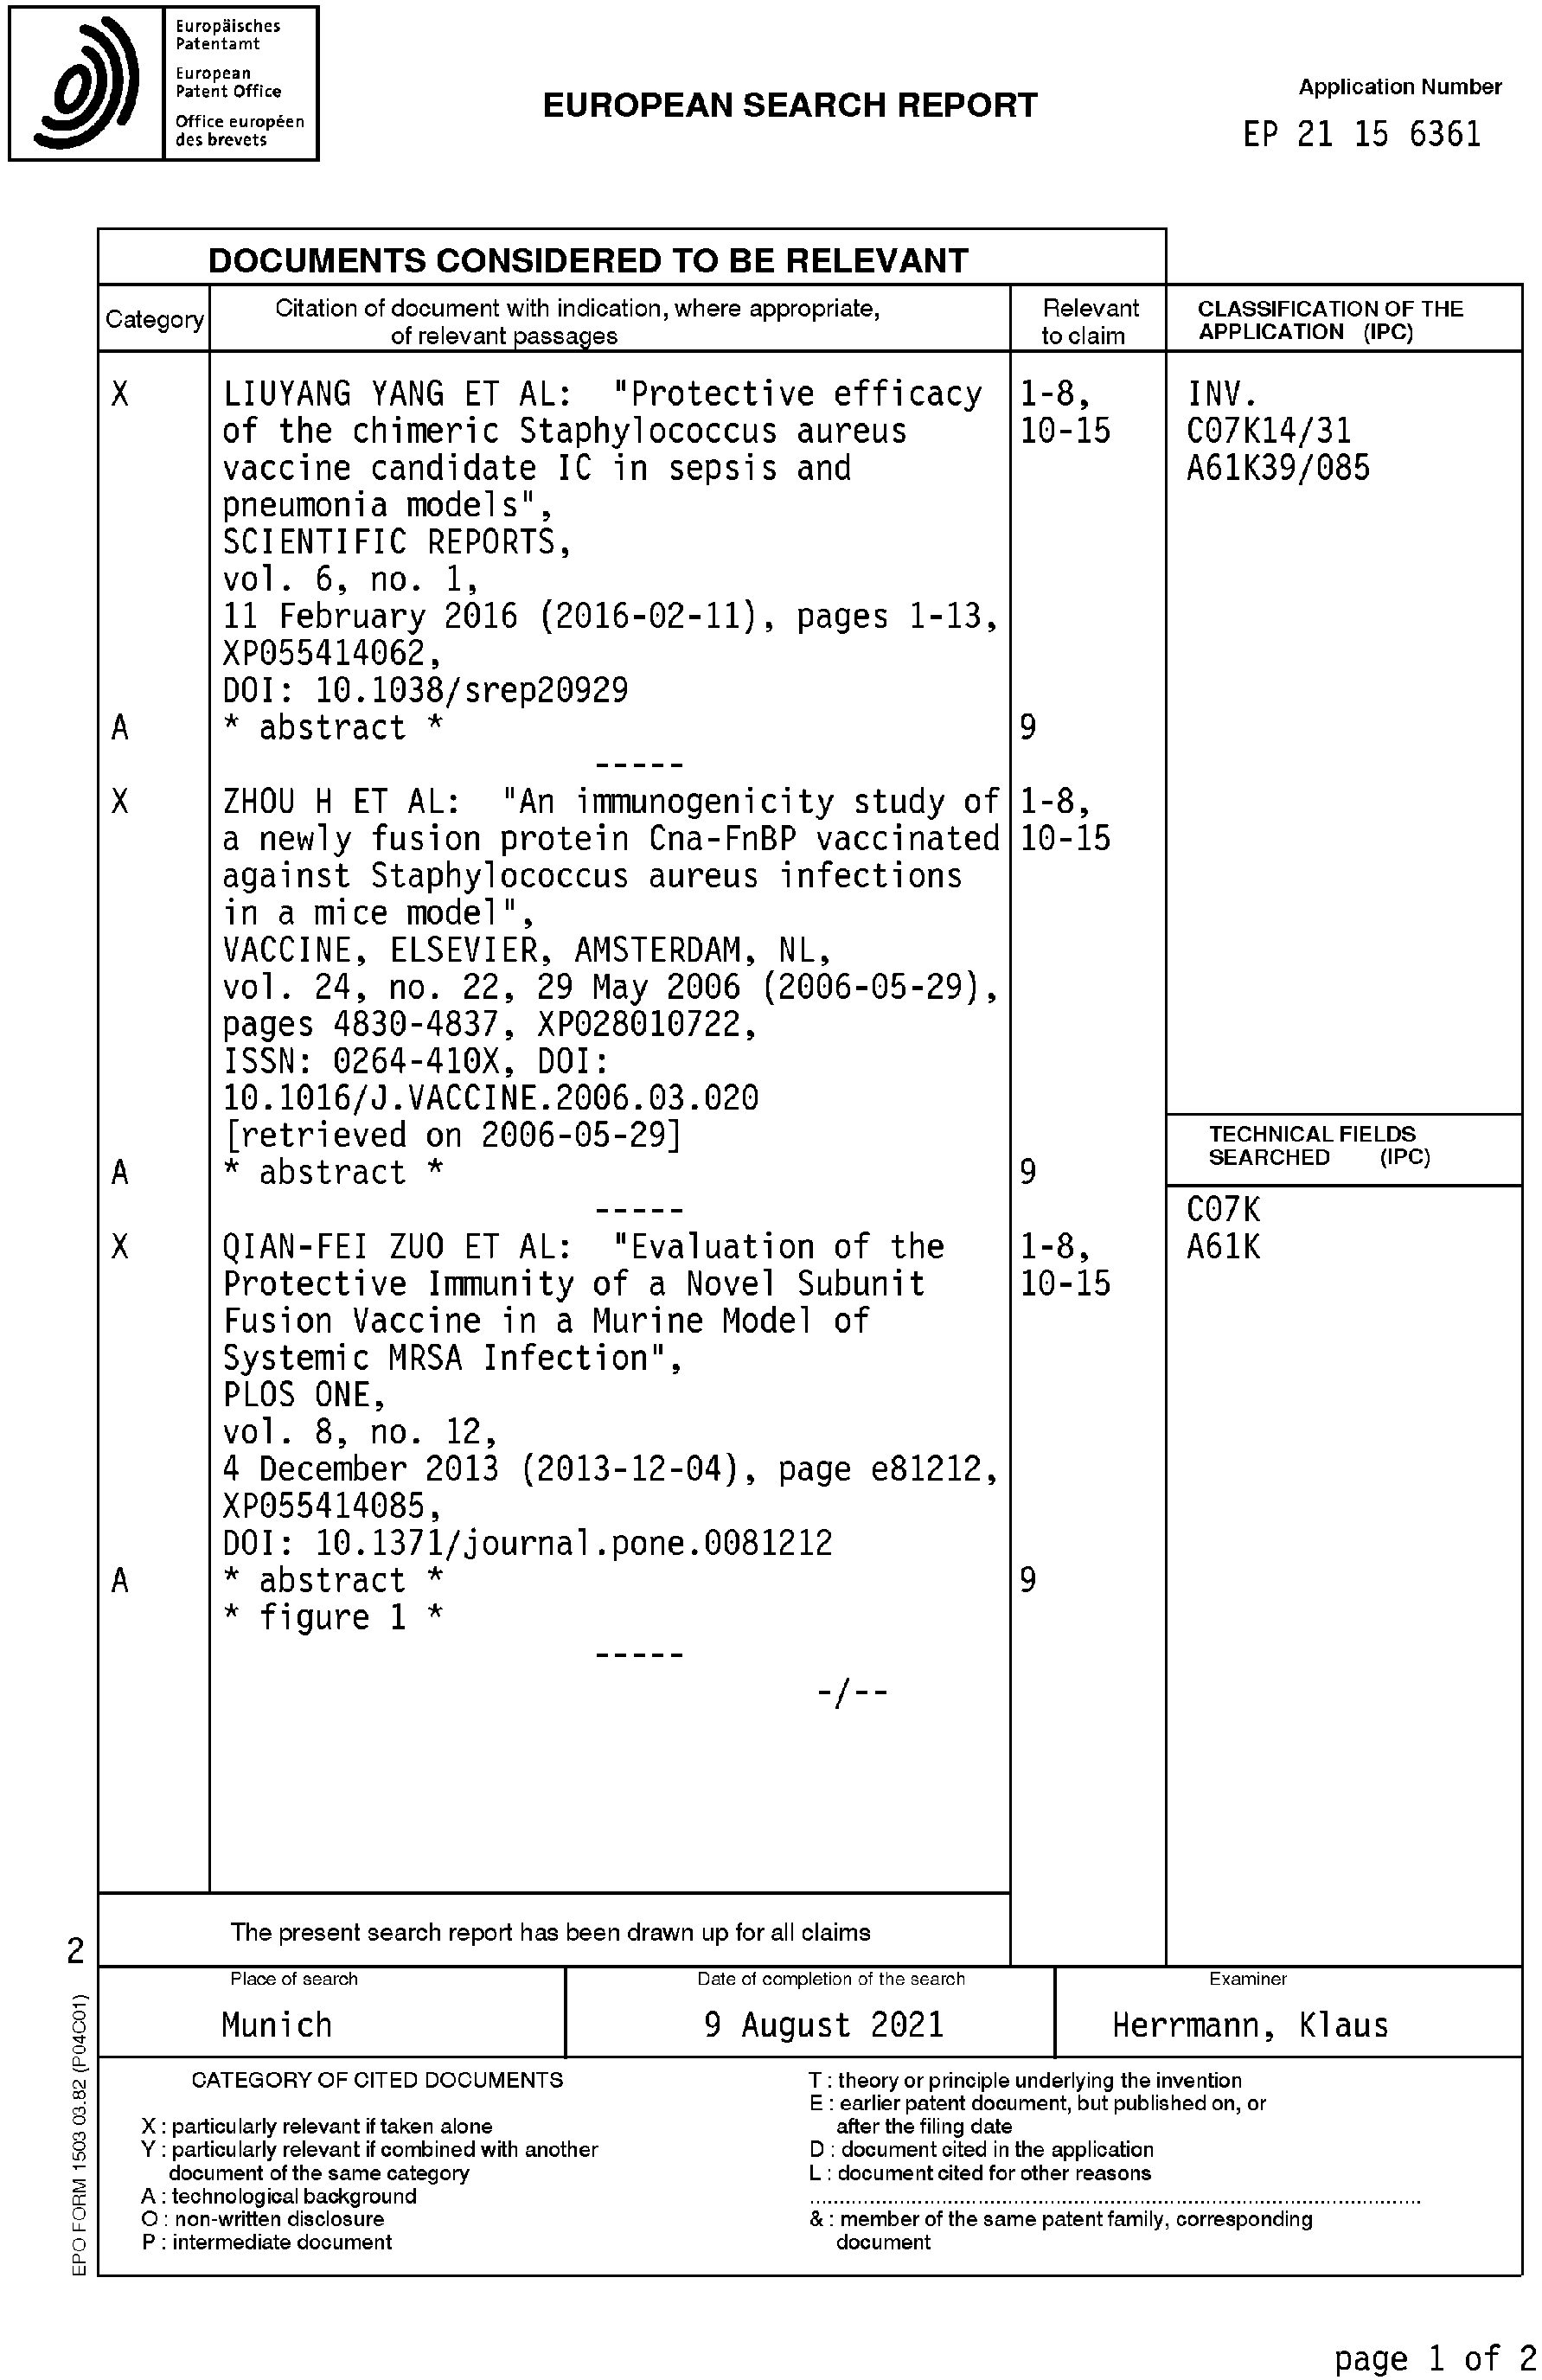 Europäisches
Patentamt
European
Patent Office
Office européen
des brevets
EUROPEAN SEARCH REPORT
Application Number
EP 21 15 6361
DOCUMENTS CONSIDERED TO BE RELEVANT
Category
Citation of document with indication, where appropriate,
of relevant passages
Relevant
to claim
CLASSIFICATION OF THE
APPLICATION (IPC)
X LIUYANG YANG ET AL: "Protective efficacy 1-8, INV.
of the chimeric Staphylococcus aureus 10-15 C07K14/31
vaccine candidate IC in sepsis and A61K39/085
pneumonia models",
SCIENTIFIC REPORTS,
vol. 6, no. 1,
11 February 2016 (2016-02-11), pages 1-13,
XP055414062,
DOI: 10.1038/srep20929
A * abstract * 9
-----
X ZHOU H ET AL: "An immunogenicity study of 1-8,
a newly fusion protein Cna-FnBP vaccinated 10-15
against Staphylococcus aureus infections
in a mice model",
VACCINE, ELSEVIER, AMSTERDAM, NL,
vol. 24, no. 22, 29 May 2006 (2006-05-29),
pages 4830-4837, XP028010722,
ISSN: 0264-410X, DOI:
10.1016/J.VACCINE.2006.03.020
[retrieved on 2006-05-29]
A * abstract * 9
-----
TECHNICAL FIELDS
SEARCHED (IPC)
C07K
A61K
X QIAN-FEI ZUO ET AL: "Evaluation of the 1-8,
Protective Immunity of a Novel Subunit 10-15
Fusion Vaccine in a Murine Model of
Systemic MRSA Infection",
PLOS ONE,
vol. 8, no. 12,
4 December 2013 (2013-12-04), page e81212,
XP055414085,
DOI: 10.1371/journal.pone.0081212
A * abstract * 9
* figure 1 *
-----
-/--
The present search report has been drawn up for all claims
2
Place of search
Munich
Date of completion of the search
9 August 2021
Examiner
Herrmann, Klaus
CATEGORY OF CITED DOCUMENTS
X : particularly relevant if taken alone
Y : particularly relevant if combined with another
document of the same category
A : technological background
O : non-written disclosure
P : intermediate document
T : theory or principle underlying the invention
E : earlier patent document, but published on, or
after the filing date
D : document cited in the application
L : document cited for other reasons
& : member of the same patent family, corresponding
document
EPO FORM 1503 03.82 (P04C01)
page 1 of 2